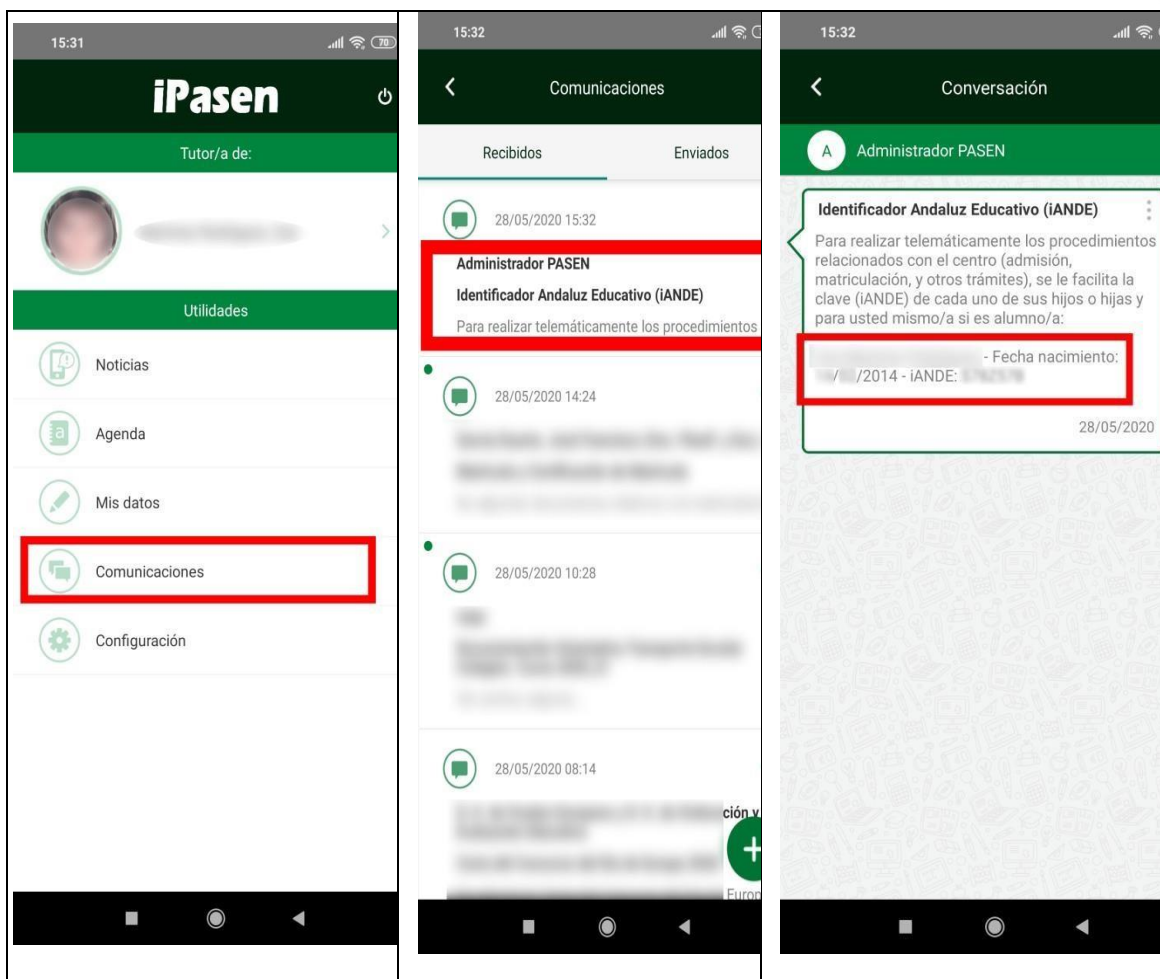 15:31
70
iPasen
Tutor/a de:
Utilidades
Noticias
Agenda
Mis datos
Comunicaciones
Configuración
15:32
Comunicaciones
Recibidos
Enviados
28/05/2020 15:32
Administrador PASEN
Identificador Andaluz Educativo (iANDE)
Para realizar telemáticamente los procedimientos
28/05/2020 14:24
28/05/2020 10:28
28/05/2020 08:14
ción y
+
Europ
15:32
Conversación
A
Administrador PASEN
Identificador Andaluz Educativo (iANDE)
Para realizar telemáticamente los procedimientos
relacionados con el centro (admisión,
matriculación, y otros trámites), se le facilita la
clave (iANDE) de cada uno de sus hijos o hijas y
para usted mismo/a si es alumno/a:
- Fecha nacimiento:
/2014 - iANDE:
28/05/2020